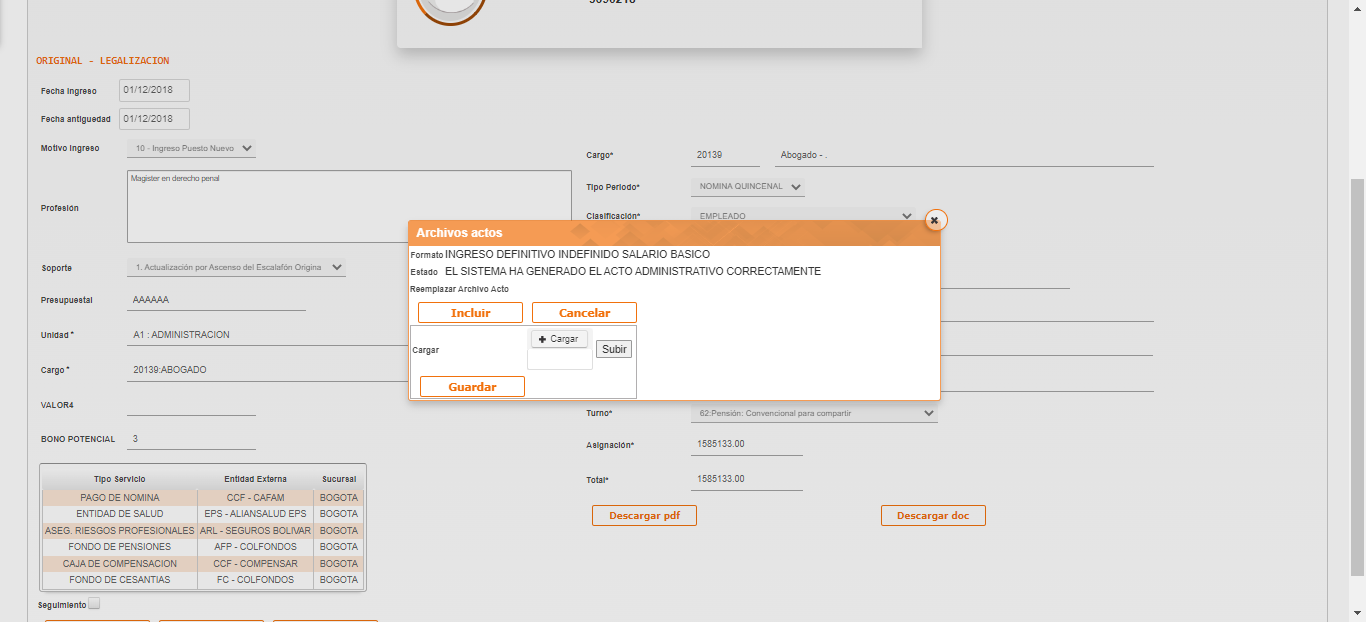 ORIGINAL - LEGALIZACION
Fecha Ingreso 01/12/2018
Fecha antiguedad 01/12/2018
Motivo Ingreso 10 - Ingreso Puesto Nuevo
Profesión Magister en derecho penal
Soporte 1. Actualización por Ascenso del Escalafón Origina
Presupuestal AAAAAA
Unidad * A1 : ADMINISTRACION
Cargo * 20139:ABOGADO
VALOR4
BONO POTENCIAL 3
Cargo* 20139 Abogado - .
Tipo Periodo* NOMINA QUINCENAL
Clasificación* EMPLEADO
Archivos actos
Formato INGRESO DEFINITIVO INDEFINIDO SALARIO BASICO
Estado EL SISTEMA HA GENERADO EL ACTO ADMINISTRATIVO CORRECTAMENTE
Reemplazar Archivo Acto
Incluir Cancelar
Cargar + Cargar Subir
Guardar
Turno* 62:Pensión: Convencional para compartir
Asignación* 1585133.00
Total* 1585133.00
Descargar pdf Descargar doc
Tipo Servicio Entidad Externa Sucursal
PAGO DE NOMINA CCF - CAFAM BOGOTA
ENTIDAD DE SALUD EPS - ALIANSALUD EPS BOGOTA
ASEG. RIESGOS PROFESIONALES ARL - SEGUROS BOLIVAR BOGOTA
FONDO DE PENSIONES AFP - COLFONDOS BOGOTA
CAJA DE COMPENSACION CCF - COMPENSAR BOGOTA
FONDO DE CESANTIAS FC - COLFONDOS BOGOTA
Seguimiento